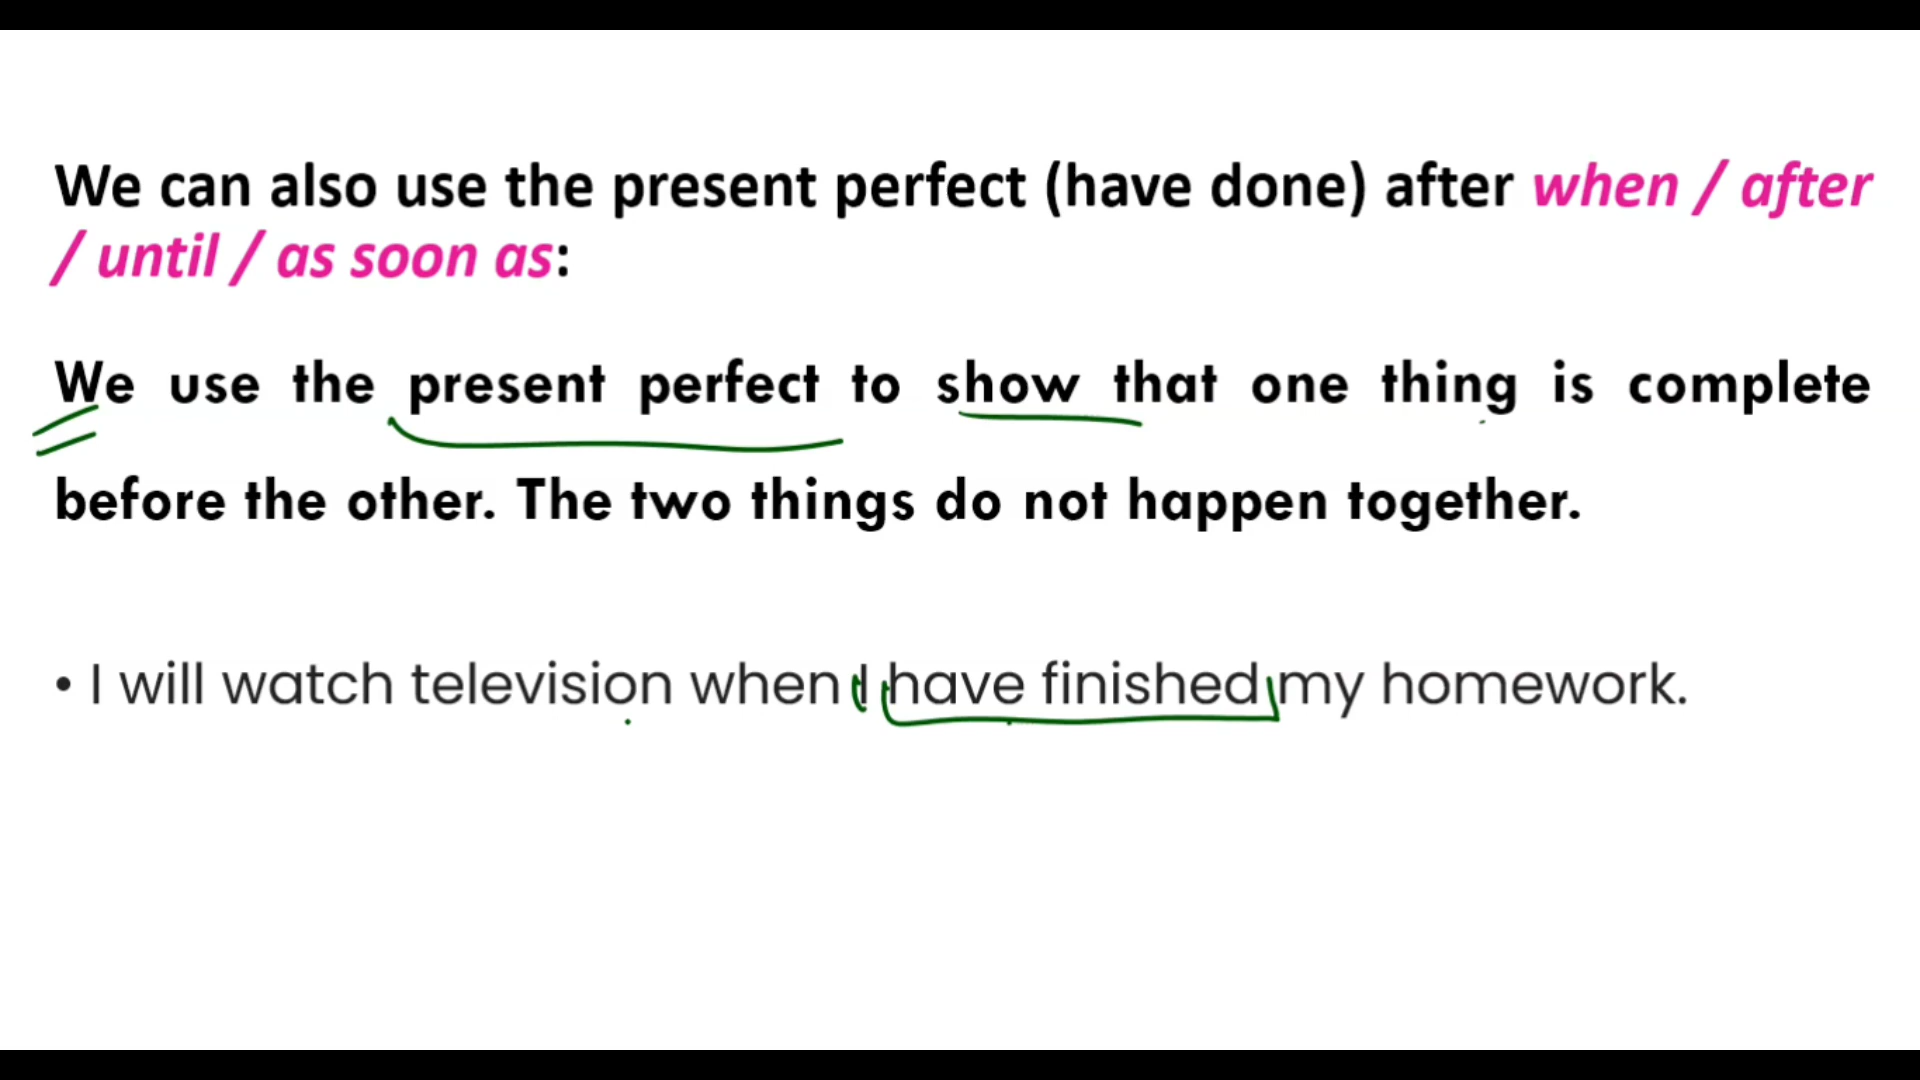 We can also use the present perfect (have done) after when / after
/ until / as soon as:
We use the present perfect to show that one thing is complete
before the other. The two things do not happen together.
• I will watch television when I have finished my homework.